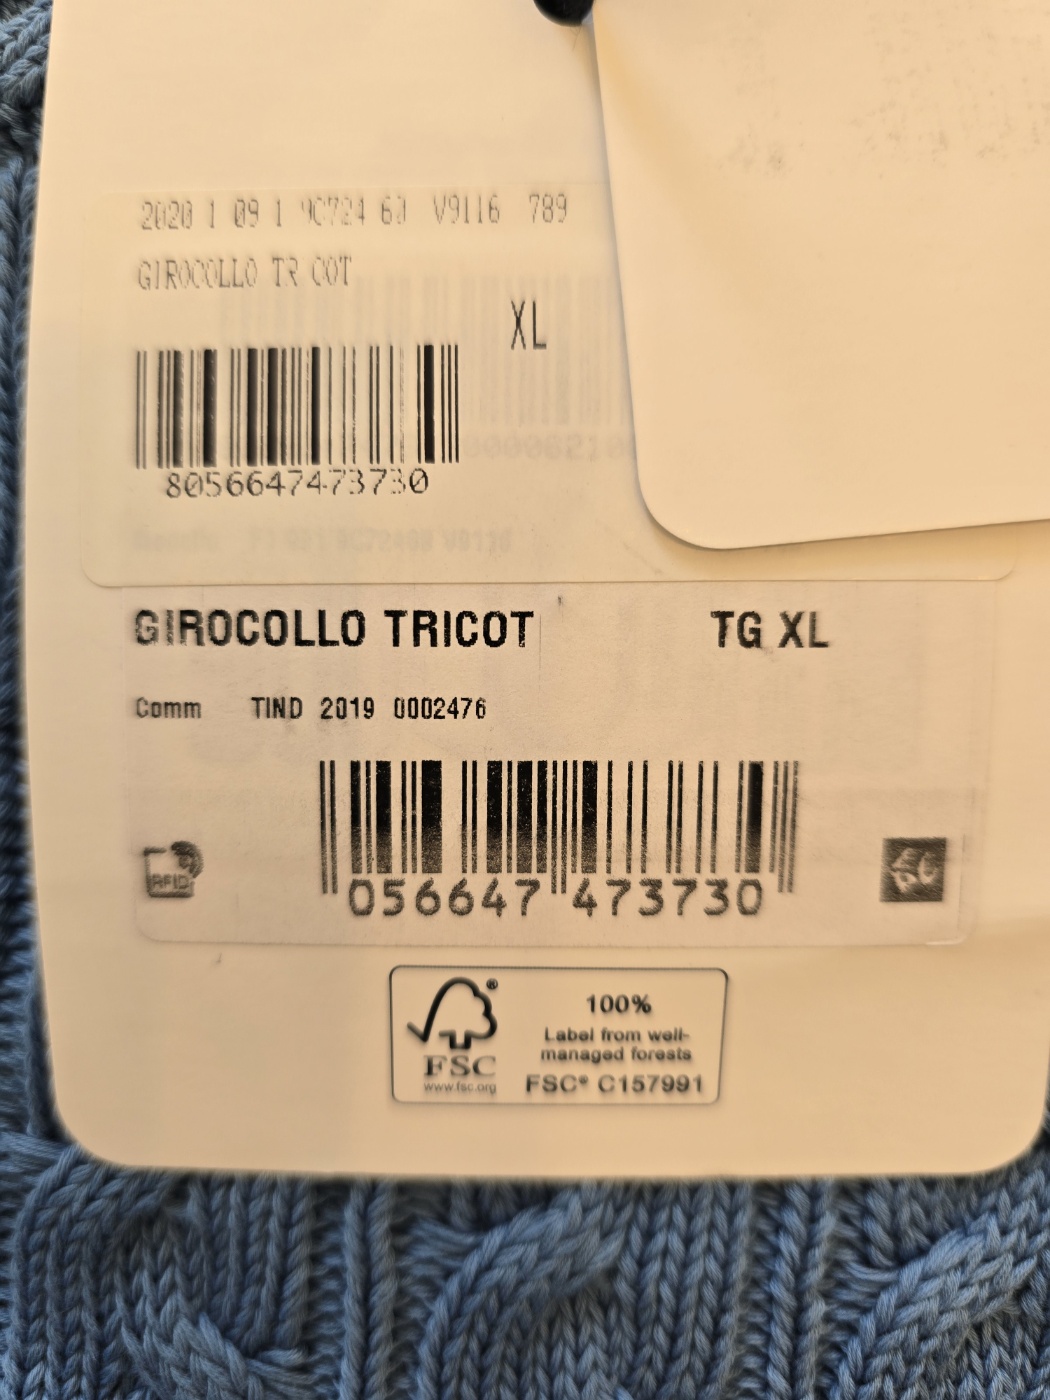 2020 1 09 1 9C724 60 V9116 789
GIROCOLLO TR COT
XL
8056647473730
GIROCOLLO TRICOT TG XL
Comm TIND 2019 0002476
RFID
056647 473730
FSC®
www.fsc.org
100%
Label from well-
managed forests
FSC® C157991